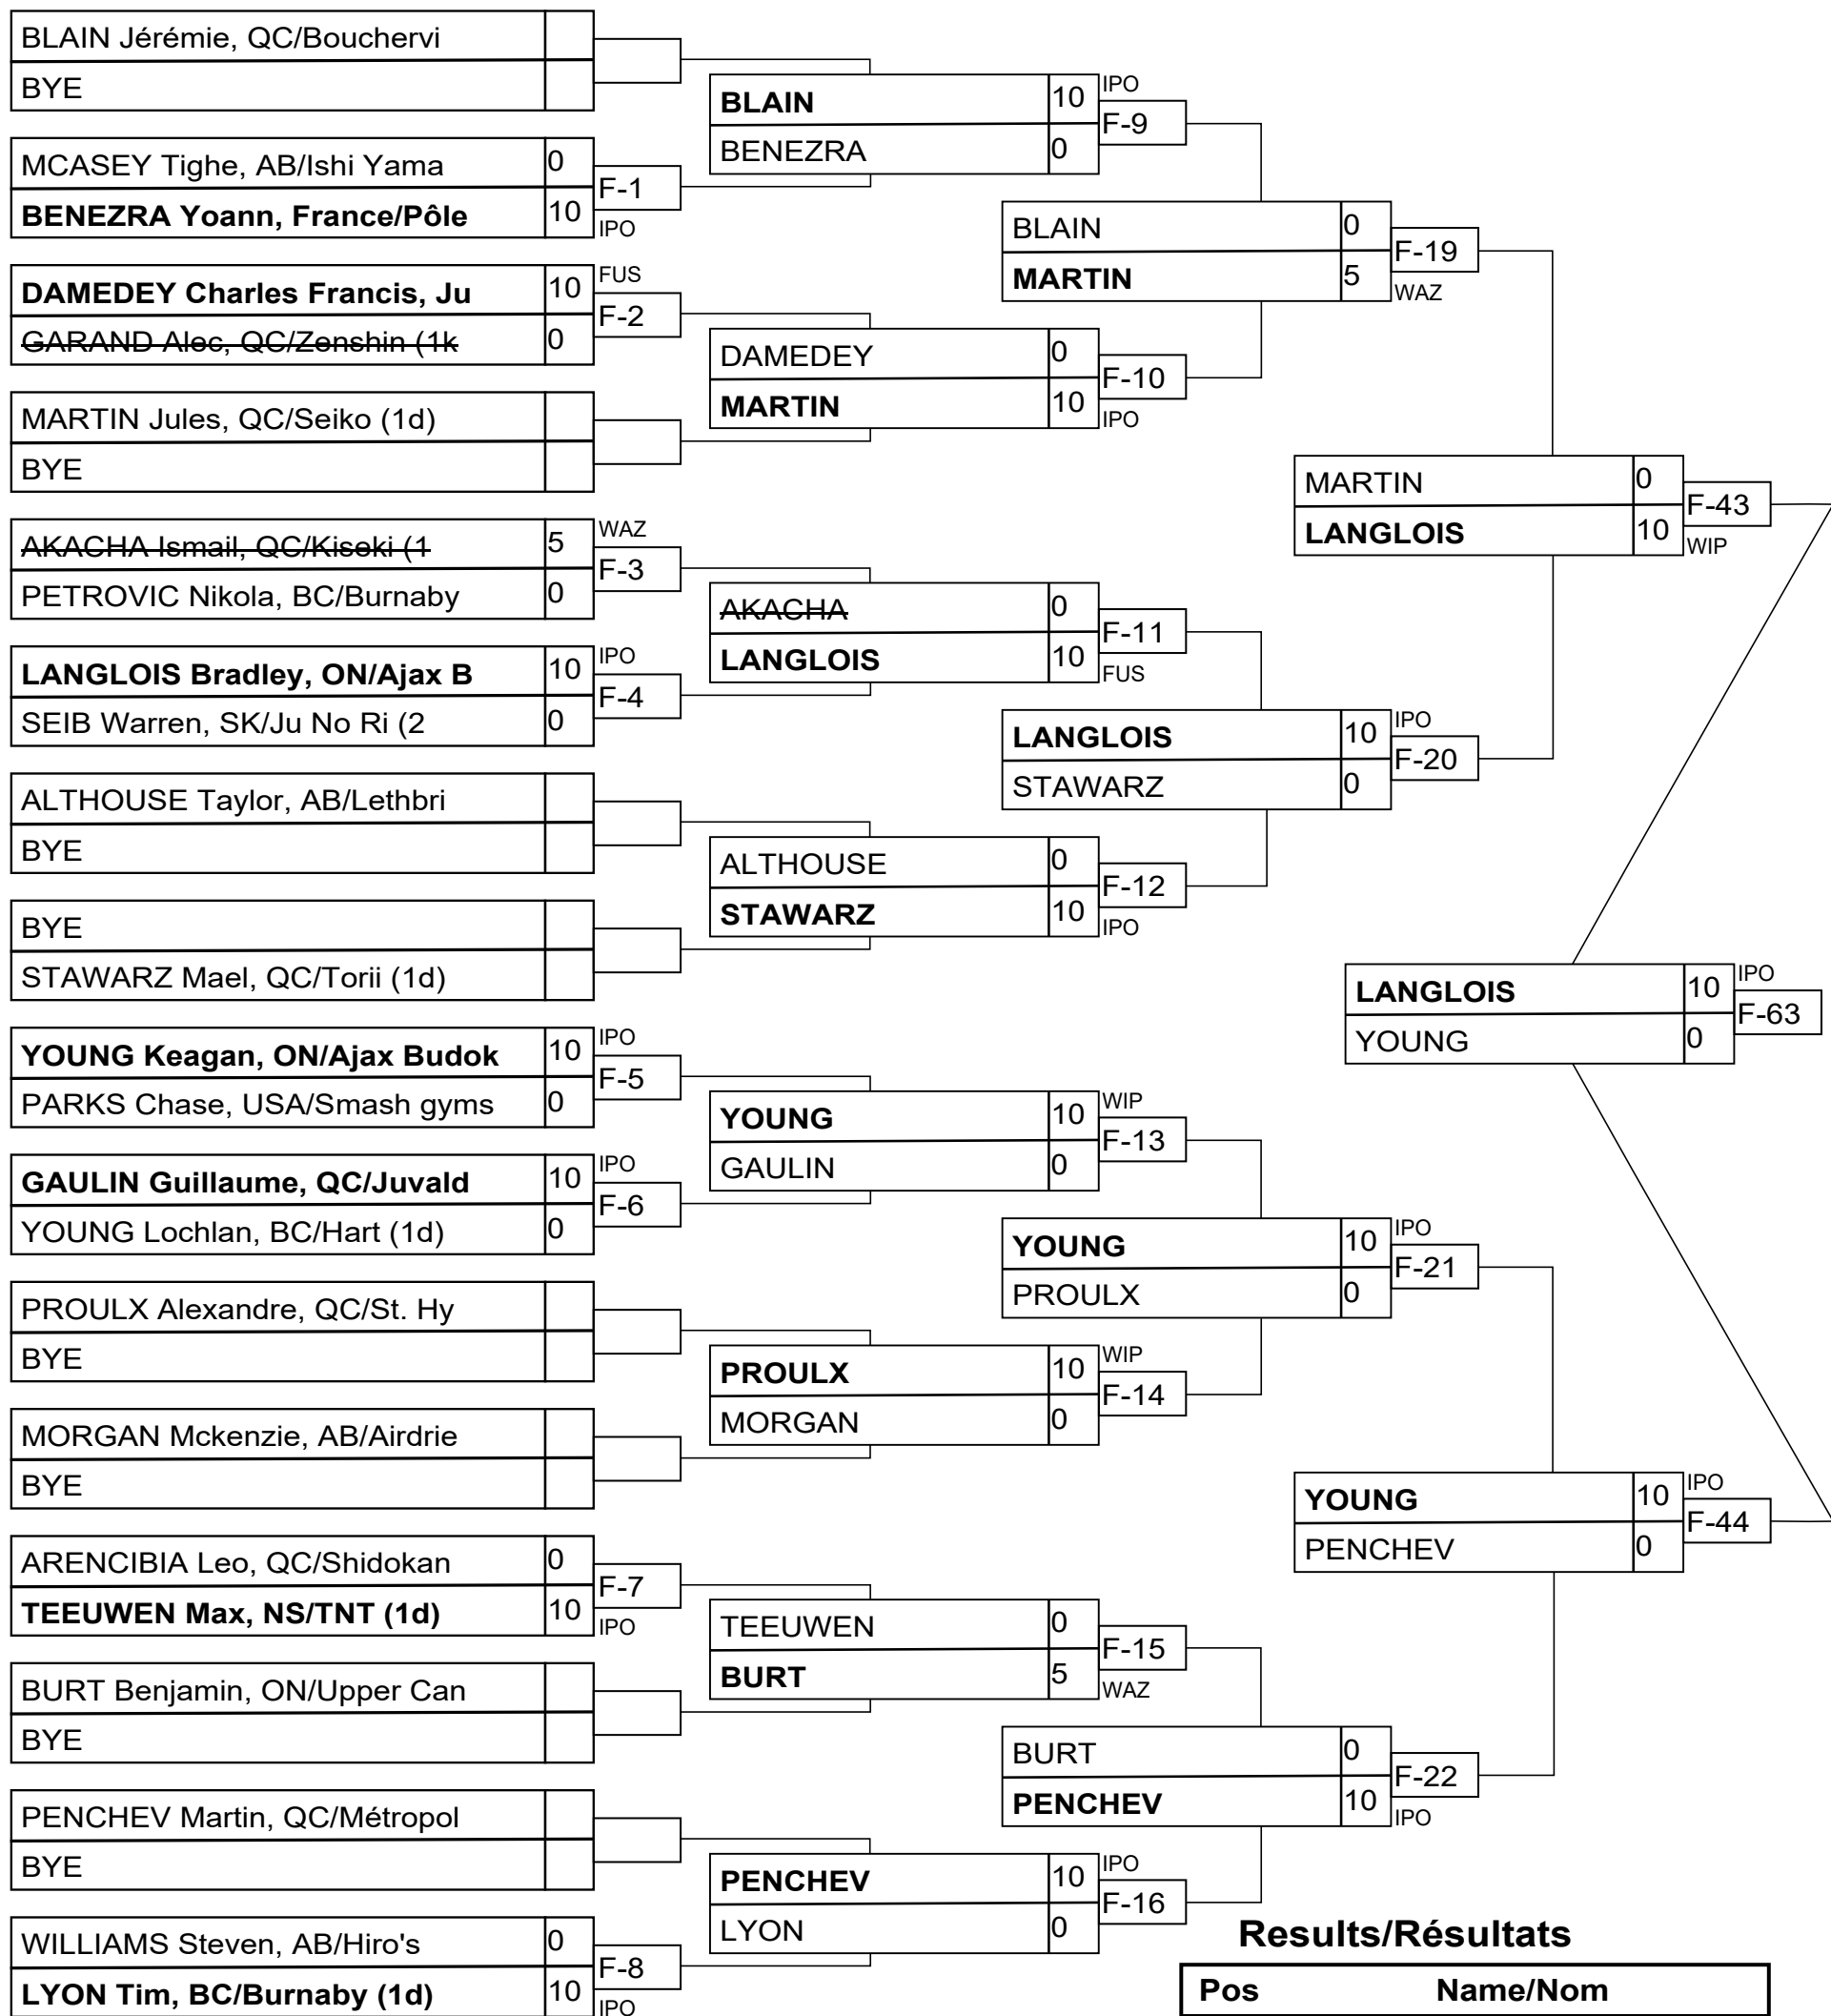 BLAIN Jérémie, QC/Bouchervi
BYE
MCASEY Tighe, AB/Ishi Yama 0
BENEZRA Yoann, France/Pôle 10
F-1
IPO
DAMEDEY Charles Francis, Ju 10
GARAND Alec, QC/Zenshin (1k 0
FUS
F-2
MARTIN Jules, QC/Seiko (1d)
BYE
AKACHA Ismail, QC/Kiseki (1 5
PETROVIC Nikola, BC/Burnaby 0
WAZ
F-3
LANGLOIS Bradley, ON/Ajax B 10
SEIB Warren, SK/Ju No Ri (2 0
IPO
F-4
ALTHOUSE Taylor, AB/Lethbri
BYE
BYE
STAWARZ Mael, QC/Torii (1d)
YOUNG Keagan, ON/Ajax Budok 10
PARKS Chase, USA/Smash gyms 0
IPO
F-5
GAULIN Guillaume, QC/Juvald 10
YOUNG Lochlan, BC/Hart (1d) 0
IPO
F-6
PROULX Alexandre, QC/St. Hy
BYE
MORGAN Mckenzie, AB/Airdrie
BYE
ARENCIBIA Leo, QC/Shidokan 0
TEEUWEN Max, NS/TNT (1d) 10
F-7
IPO
BURT Benjamin, ON/Upper Can
BYE
PENCHEV Martin, QC/Métropol
BYE
WILLIAMS Steven, AB/Hiro's 0
LYON Tim, BC/Burnaby (1d) 10
F-8
IPO
BLAIN 10
BENEZRA 0
IPO
F-9
DAMEDEY 0
MARTIN 10
F-10
IPO
AKACHA 0
LANGLOIS 10
F-11
FUS
ALTHOUSE 0
STAWARZ 10
F-12
IPO
YOUNG 10
GAULIN 0
WIP
F-13
PROULX 10
MORGAN 0
WIP
F-14
TEEUWEN 0
BURT 5
F-15
WAZ
PENCHEV 10
LYON 0
IPO
F-16
BLAIN 0
MARTIN 5
F-19
WAZ
LANGLOIS 10
STAWARZ 0
IPO
F-20
YOUNG 10
PROULX 0
IPO
F-21
BURT 0
PENCHEV 10
F-22
IPO
MARTIN 0
LANGLOIS 10
F-43
WIP
YOUNG 10
PENCHEV 0
IPO
F-44
LANGLOIS 10
YOUNG 0
IPO
F-63
Results/Résultats
Pos Name/Nom